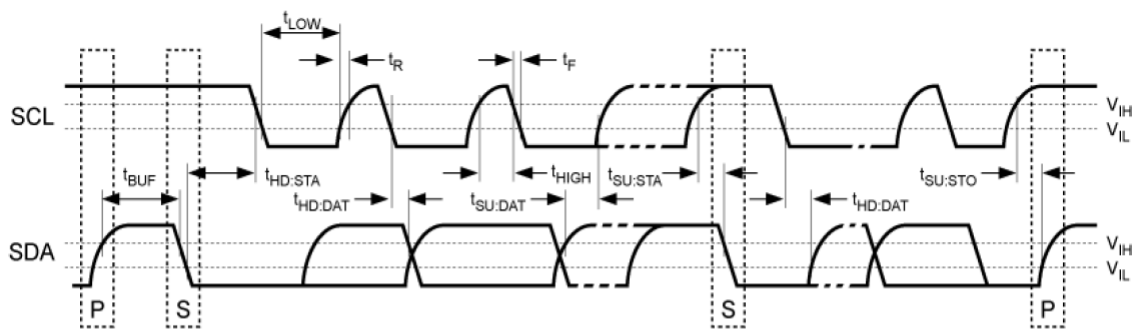 tLOW
tR
tF
SCL
VIH
VIL
tBUF
tHD:STA
tHIGH
tSU:STA
tSU:STO
tHD:DAT
tSU:DAT
tHD:DAT
SDA
VIH
VIL
P
S
S
P